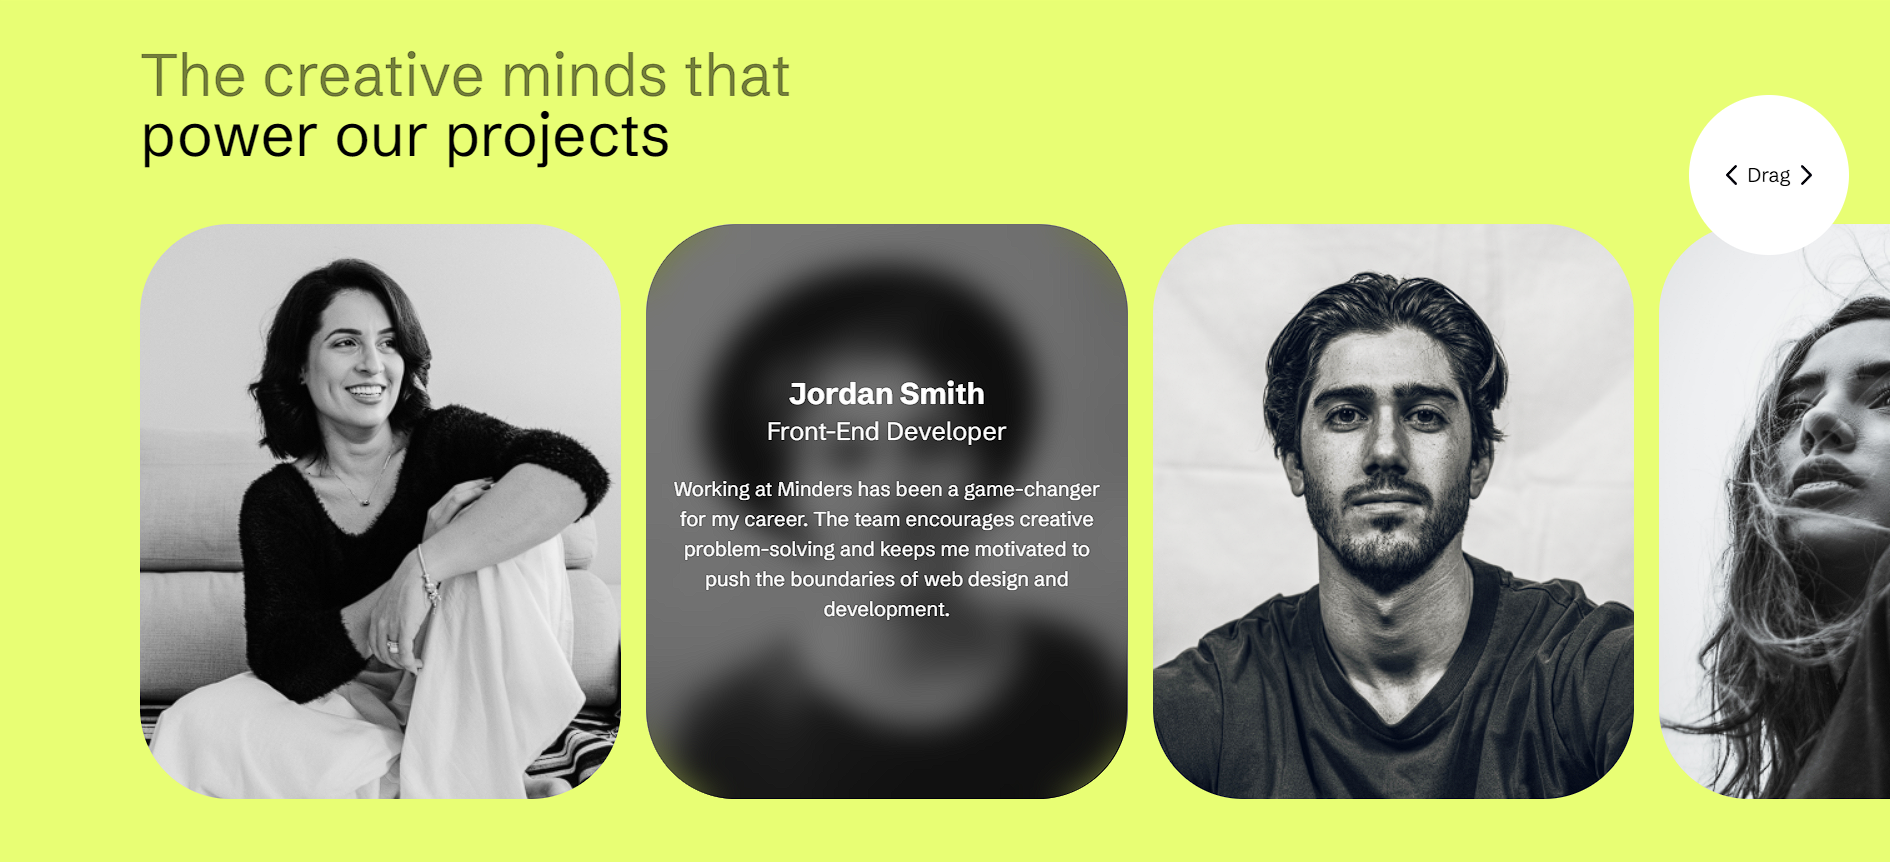 The creative minds that
power our projects
Drag
Jordan Smith
Front-End Developer
Working at Minders has been a game-changer
for my career. The team encourages creative
problem-solving and keeps me motivated to
push the boundaries of web design and
development.